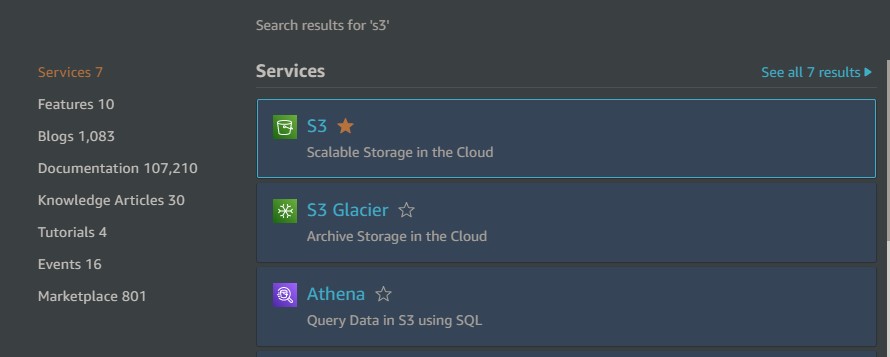 Search results for 's3'
Services 7
Features 10
Blogs 1,083
Documentation 107,210
Knowledge Articles 30
Tutorials 4
Events 16
Marketplace 801
Services
See all 7 results
S3
Scalable Storage in the Cloud
S3 Glacier
Archive Storage in the Cloud
Athena
Query Data in S3 using SQL